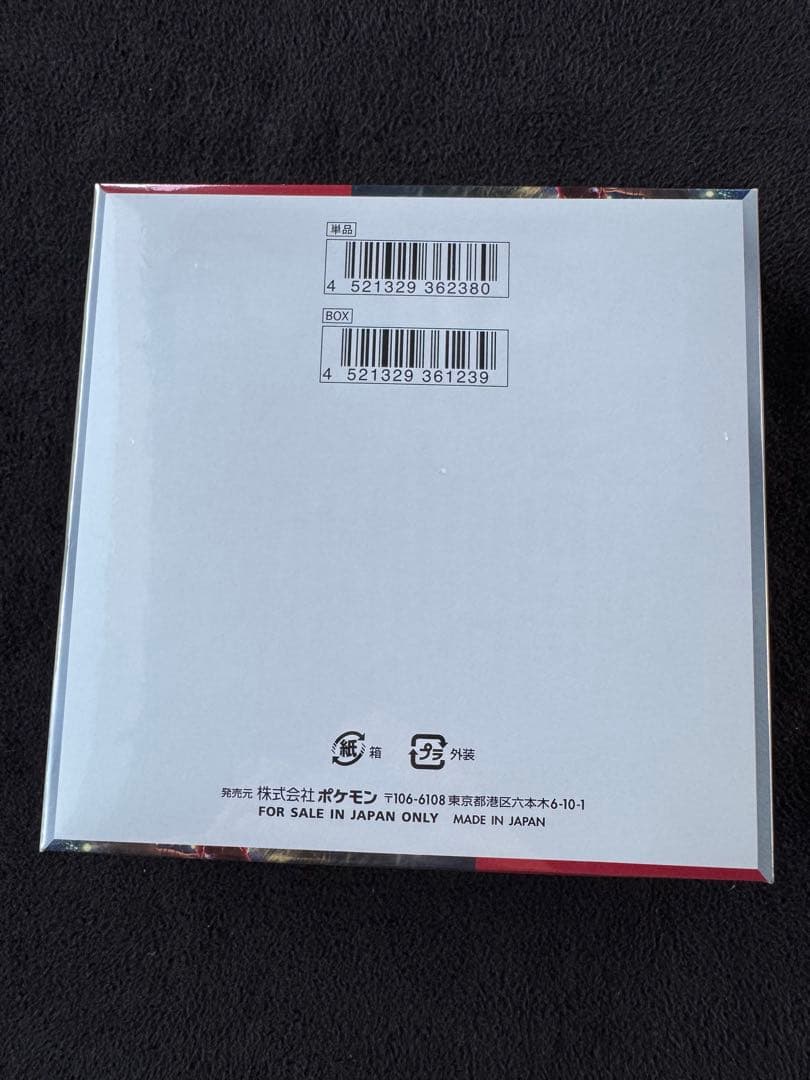 単品
4 521329 362380
BOX
4 521329 361239
紙 箱 プラ 外装
発売元 株式会社 ポケモン 〒106-6108 東京都港区六本木6-10-1
FOR SALE IN JAPAN ONLY MADE IN JAPAN